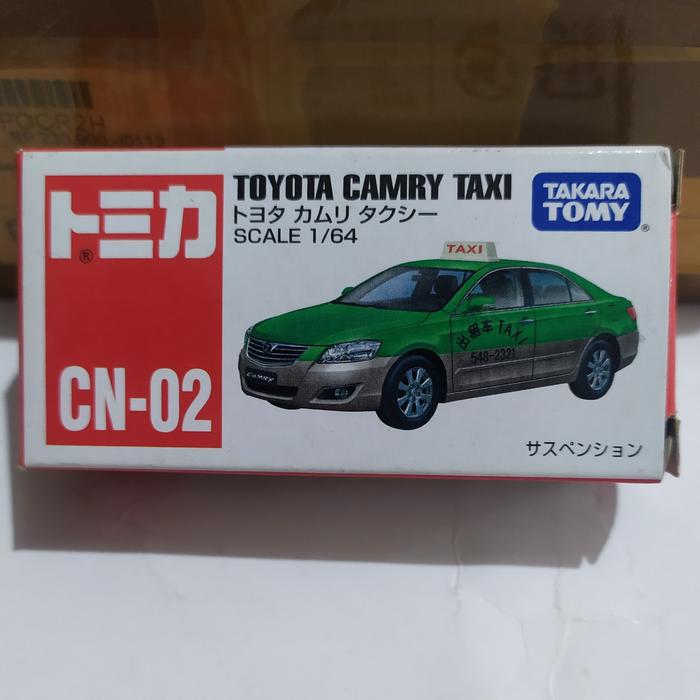 トミカ
®
CN-02
TOYOTA CAMRY TAXI
トヨタ カムリ タクシー
SCALE 1/64
TAKARA
TOMY
®
TAXI
出租车TAXI
548-2321
CAMRY
サスペンション